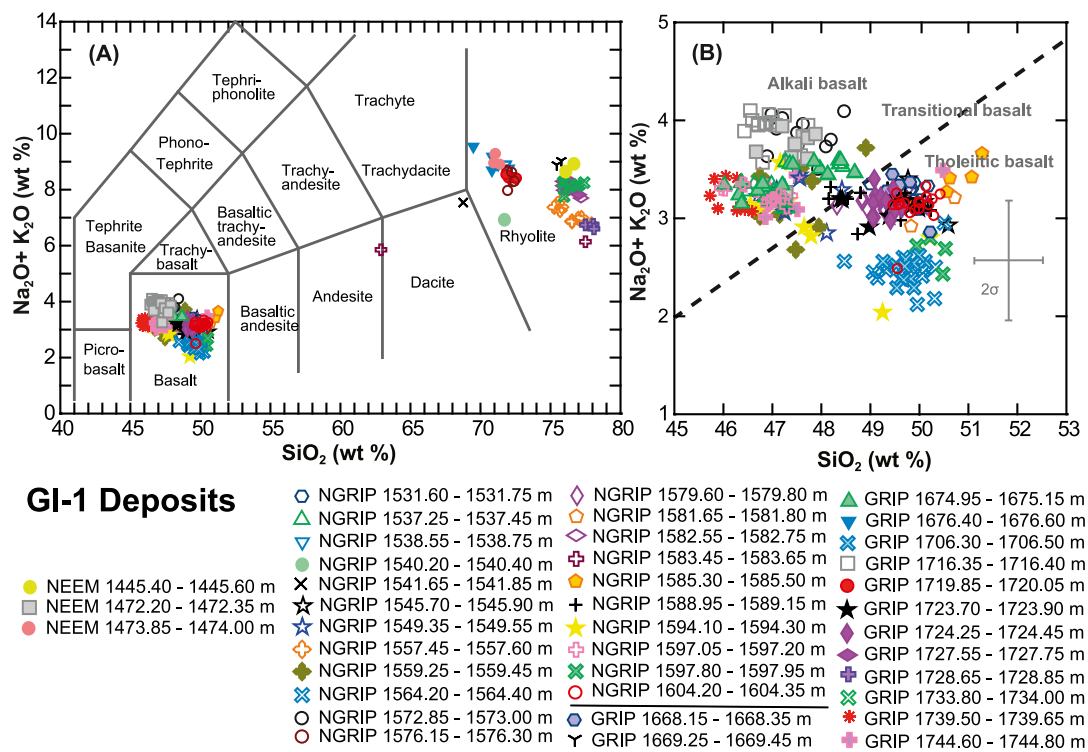 14
12
10
8
6
4
2
0
Na2O+ K2O (wt %)
(A)
Tephri-
phonolite
Trachyte
Phono-
Tephrite
Trachy-
andesite
Trachydacite
Basaltic
trachy-
andesite
Tephrite
Basanite
Trachy-
basalt
Rhyolite
Dacite
Andesite
Basaltic
andesite
Picro-
basalt
Basalt
40 45 50 55 60 65 70 75 80
SiO2 (wt %)
5
4
3
2
1
Na2O+ K2O (wt %)
(B)
Alkali basalt
Transitional basalt
Tholeiitic basalt
2σ
45 46 47 48 49 50 51 52 53
SiO2 (wt %)
GI-1 Deposits
NEEM 1445.40 - 1445.60 m
NEEM 1472.20 - 1472.35 m
NEEM 1473.85 - 1474.00 m
NGRIP 1531.60 - 1531.75 m
NGRIP 1537.25 - 1537.45 m
NGRIP 1538.55 - 1538.75 m
NGRIP 1540.20 - 1540.40 m
NGRIP 1541.65 - 1541.85 m
NGRIP 1545.70 - 1545.90 m
NGRIP 1549.35 - 1549.55 m
NGRIP 1557.45 - 1557.60 m
NGRIP 1559.25 - 1559.45 m
NGRIP 1564.20 - 1564.40 m
NGRIP 1572.85 - 1573.00 m
NGRIP 1576.15 - 1576.30 m
NGRIP 1579.60 - 1579.80 m
NGRIP 1581.65 - 1581.80 m
NGRIP 1582.55 - 1582.75 m
NGRIP 1583.45 - 1583.65 m
NGRIP 1585.30 - 1585.50 m
NGRIP 1588.95 - 1589.15 m
NGRIP 1594.10 - 1594.30 m
NGRIP 1597.05 - 1597.20 m
NGRIP 1597.80 - 1597.95 m
NGRIP 1604.20 - 1604.35 m
GRIP 1668.15 - 1668.35 m
GRIP 1669.25 - 1669.45 m
GRIP 1674.95 - 1675.15 m
GRIP 1676.40 - 1676.60 m
GRIP 1706.30 - 1706.50 m
GRIP 1716.35 - 1716.40 m
GRIP 1719.85 - 1720.05 m
GRIP 1723.70 - 1723.90 m
GRIP 1724.25 - 1724.45 m
GRIP 1727.55 - 1727.75 m
GRIP 1728.65 - 1728.85 m
GRIP 1733.80 - 1734.00 m
GRIP 1739.50 - 1739.65 m
GRIP 1744.60 - 1744.80 m